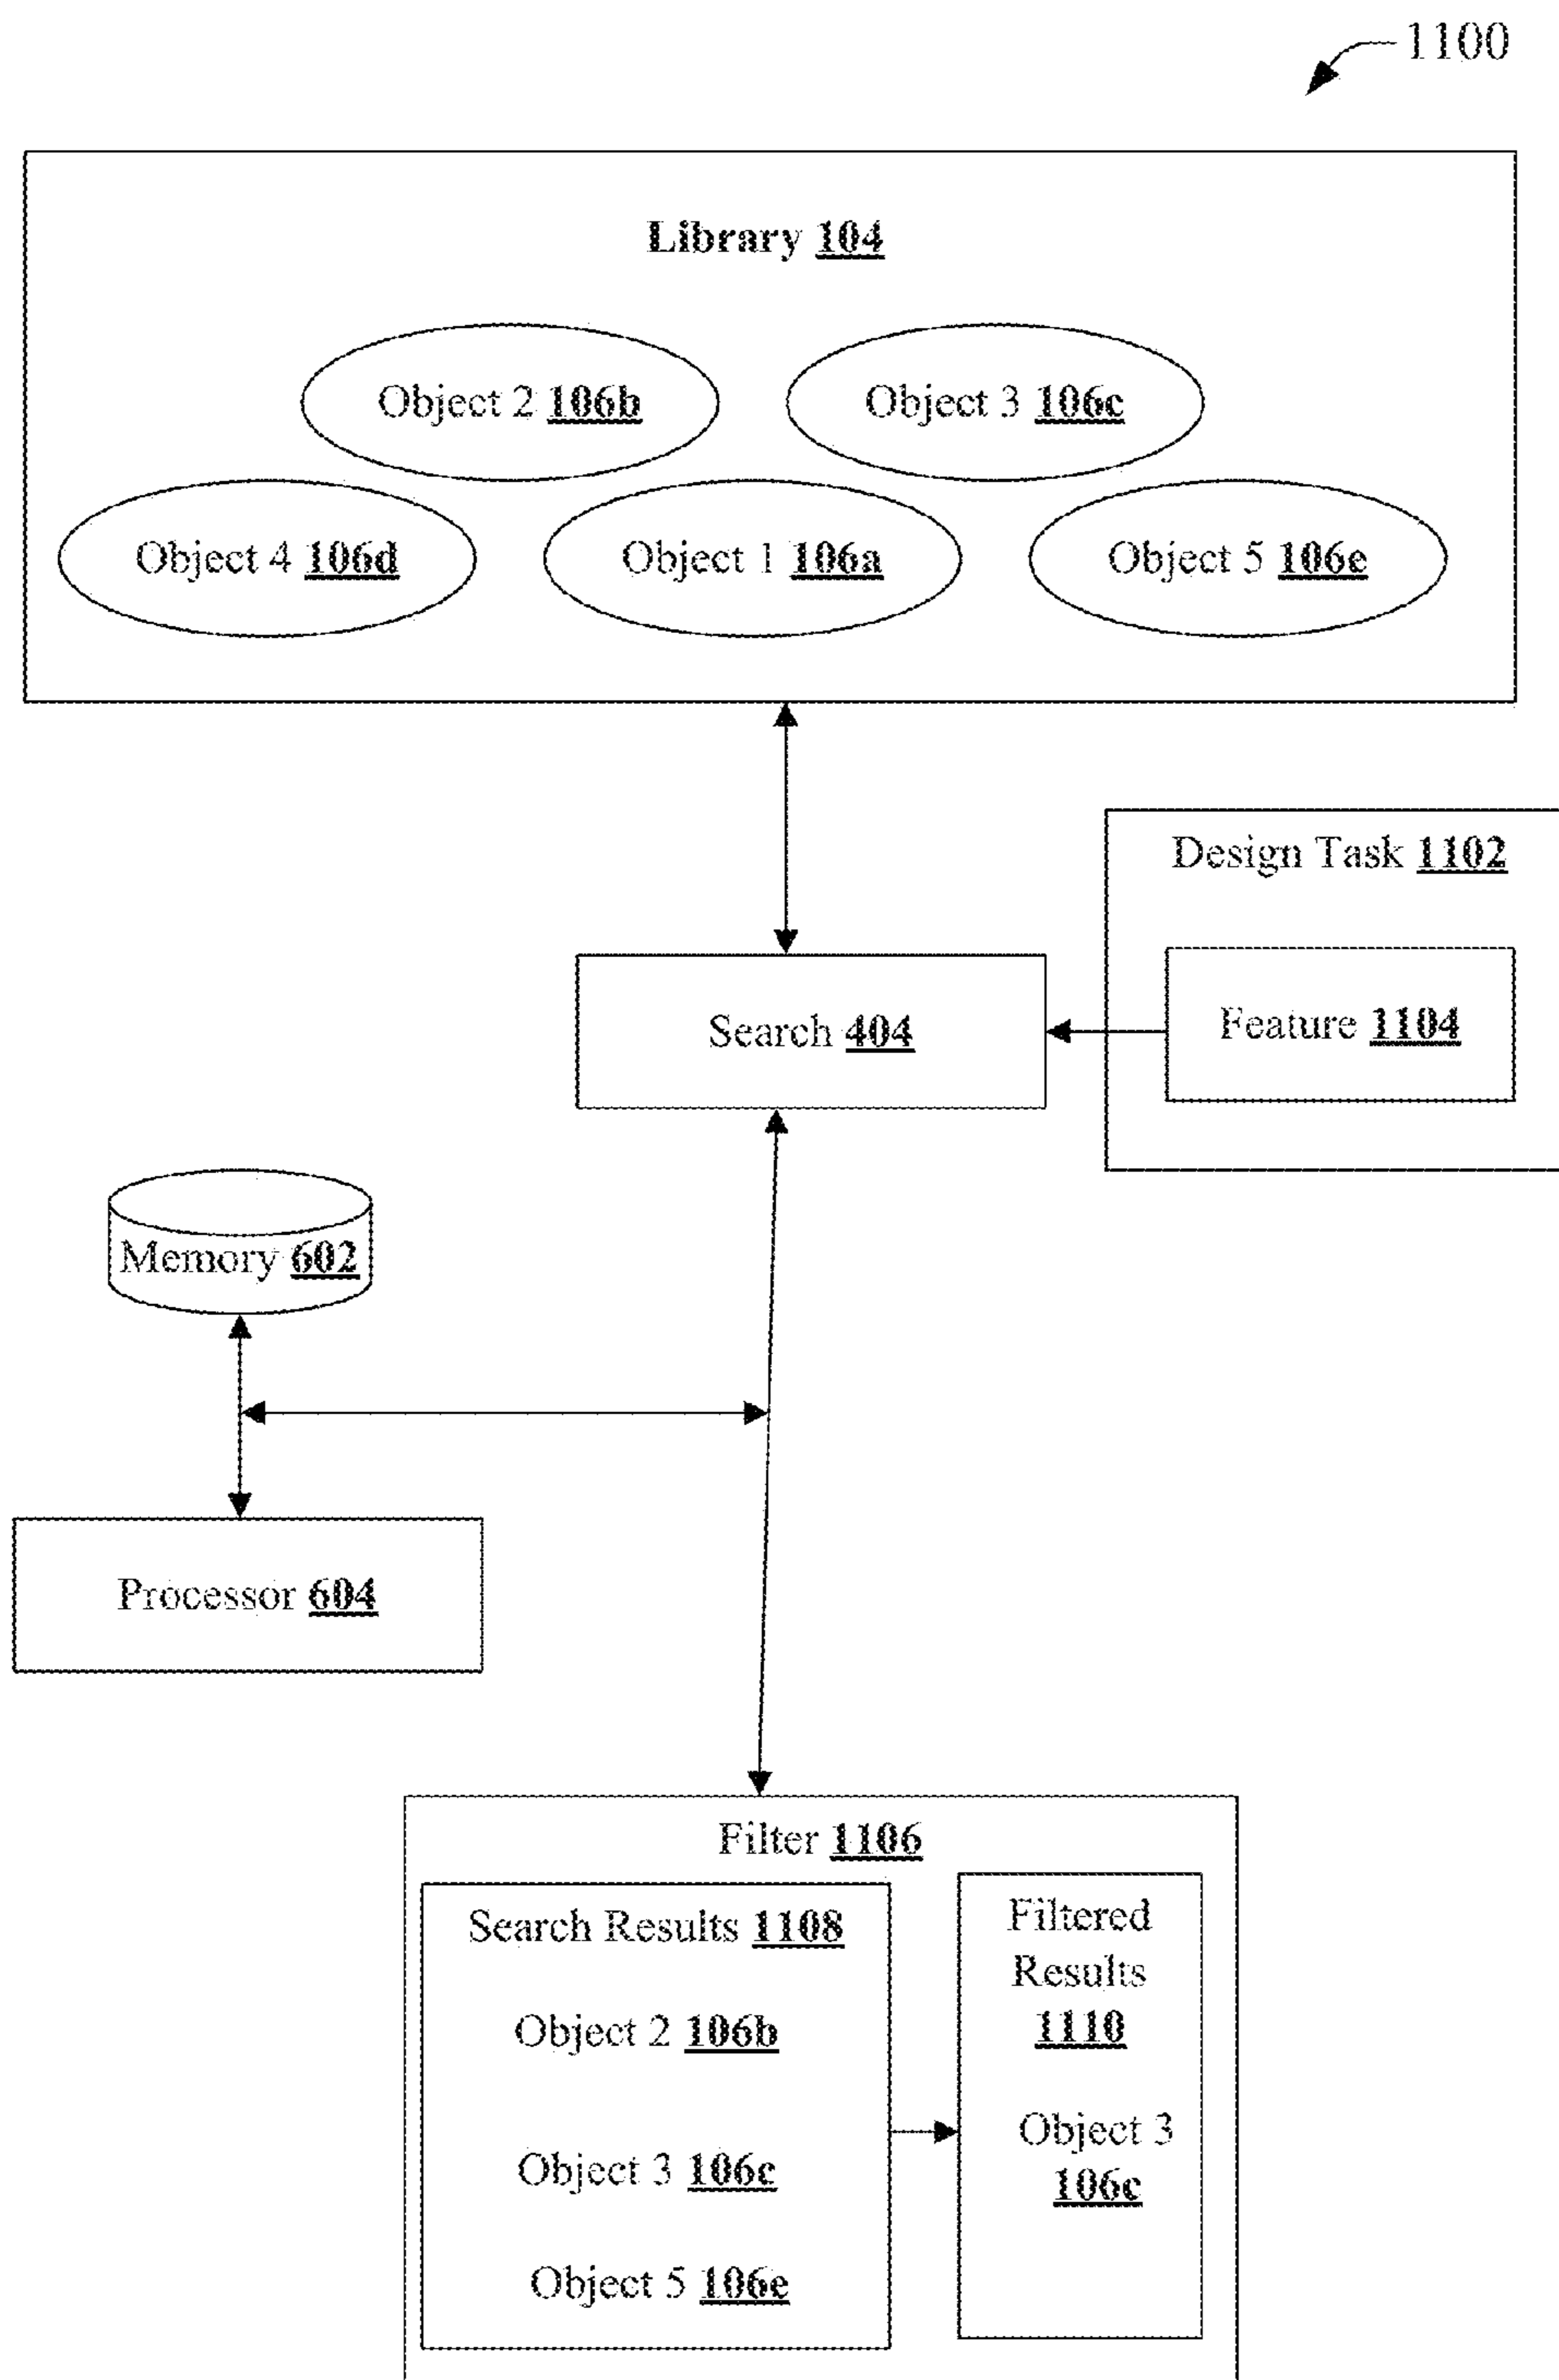 1100
Library 104
Object 2 106b
Object 3 106c
Object 4 106d
Object 1 106a
Object 5 106e
Design Task 1102
Search 404
Feature 1104
Memory 602
Processor 604
Filter 1106
Search Results 1108
Object 2 106b
Object 3 106c
Object 5 106e
Filtered
Results
1110
Object 3
106c